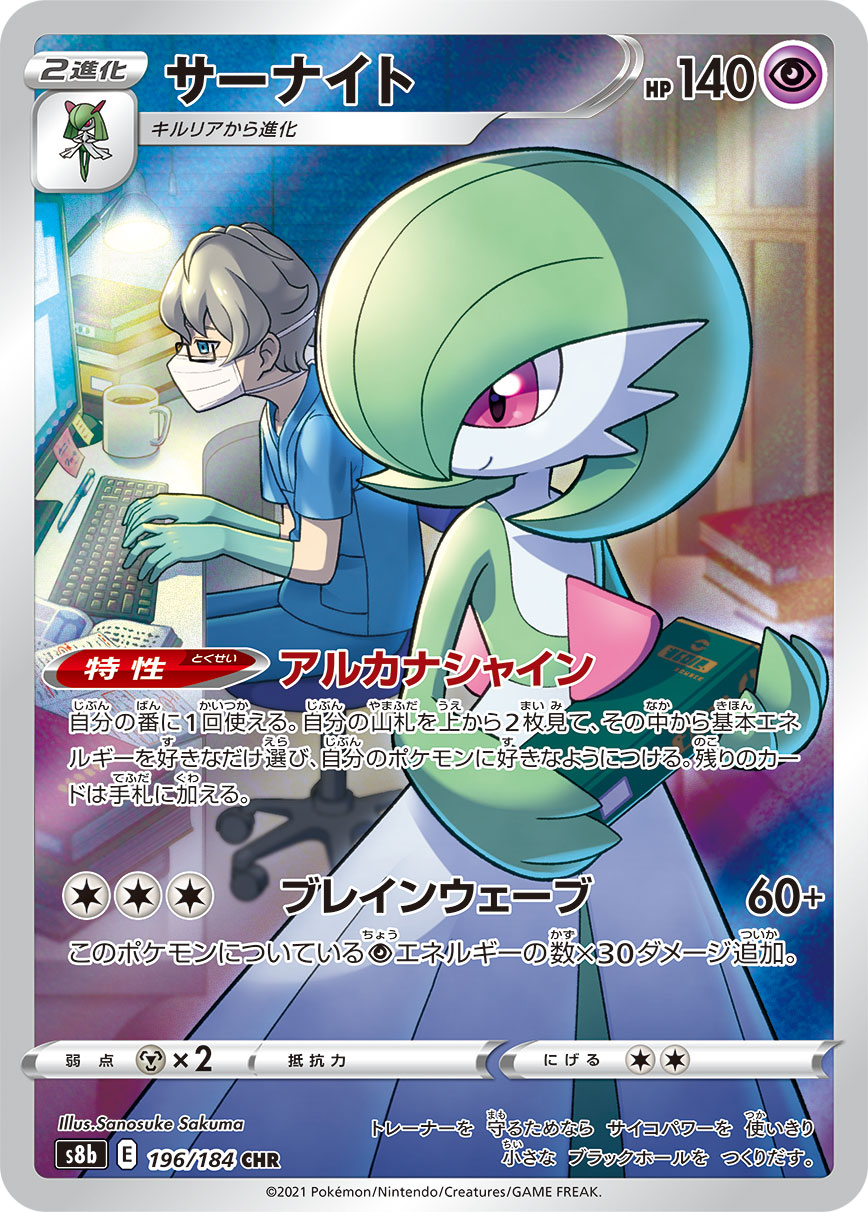 2進化
サーナイト
HP 140
キルリアから進化
特性 とくせい
アルカナシャイン
自分の番に1回使える。自分の山札を上から2枚見て、その中から基本エネ
ルギーを好きなだけ選び、自分のポケモンに好きなようにつける。残りのカー
ドは手札に加える。
ブレインウェーブ 60+
このポケモンについているエネルギーの数×30ダメージ追加。
弱点 ×2 抵抗力 にげる
Illus.Sanosuke Sakuma
トレーナーを 守るためなら サイコパワーを 使いきり
小さな ブラックホールを つくりだす。
s8b E 196/184 CHR
©2021 Pokémon/Nintendo/Creatures/GAME FREAK.